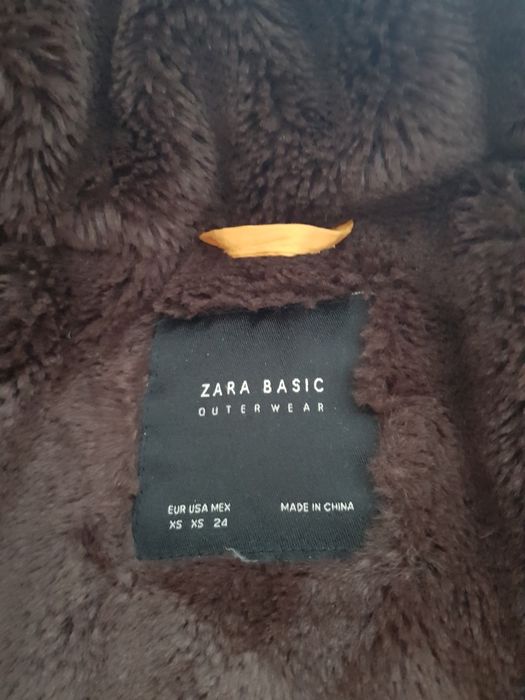 ZARA BASIC
OUTERWEAR
EUR USA MEX
XS XS 24
MADE IN CHINA